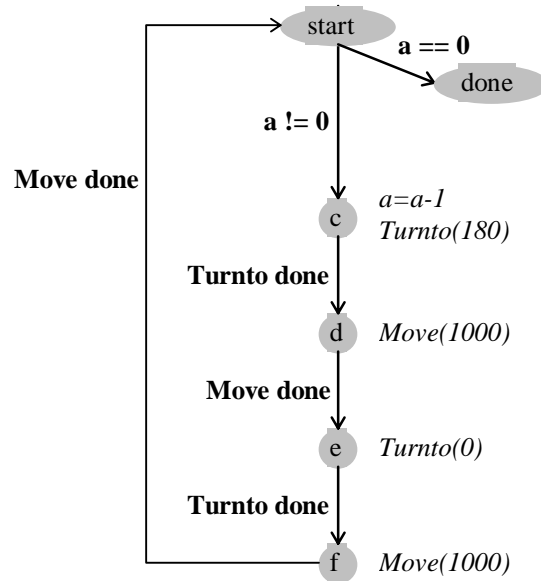 start
a == 0
done
a != 0
Move done
a=a-1
c
Turnto(180)
Turnto done
d
Move(1000)
Move done
e
Turnto(0)
Turnto done
f
Move(1000)